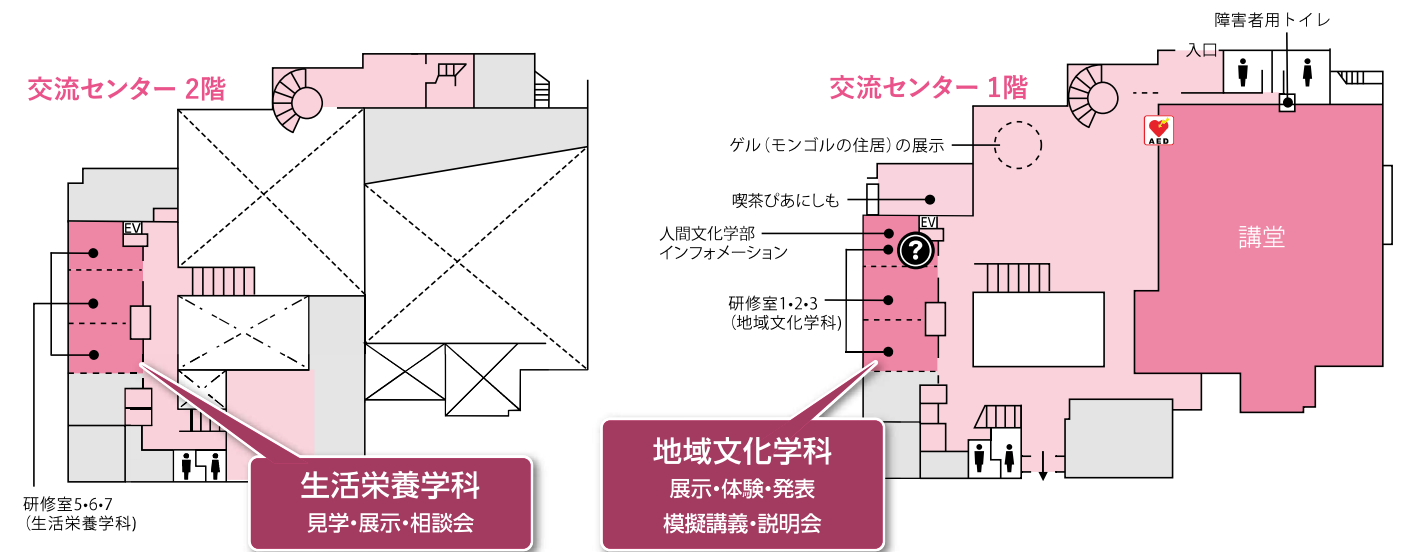 交流センター 2階
EV
研修室5•6•7
（生活栄養学科)
生活栄養学科
見学・展示・相談会
交流センター 1階
障害者用トイレ
入口
AED
ゲル（モンゴルの住居）の展示
喫茶ぴあにしも
EV
人間文化学部
インフォメーション
?
研修室1•2•3
（地域文化学科)
講堂
地域文化学科
展示・体験・発表
模擬講義・説明会